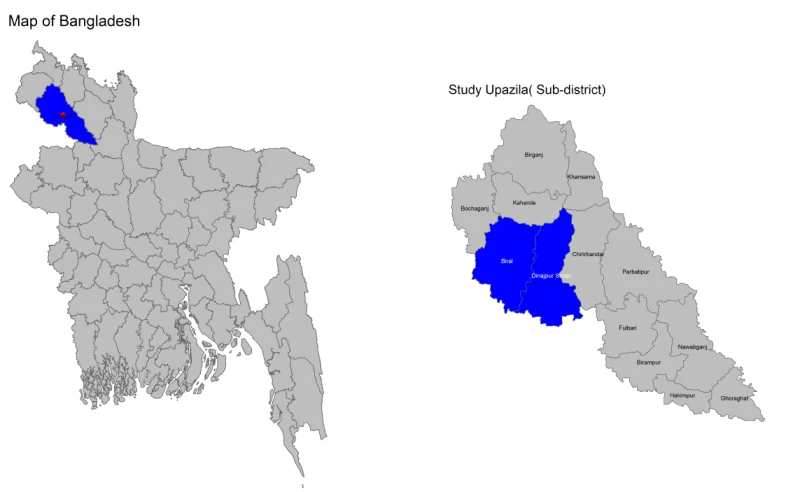 Map of Bangladesh
Study Upazila( Sub-district)
Birganj
Khansama
Kaharole
Bochaganj
Chirirbandar
Biral
Dinajpur Sadar
Parbatipur
Fulbari
Nawabganj
Birampur
Hakimpur
Ghoraghat